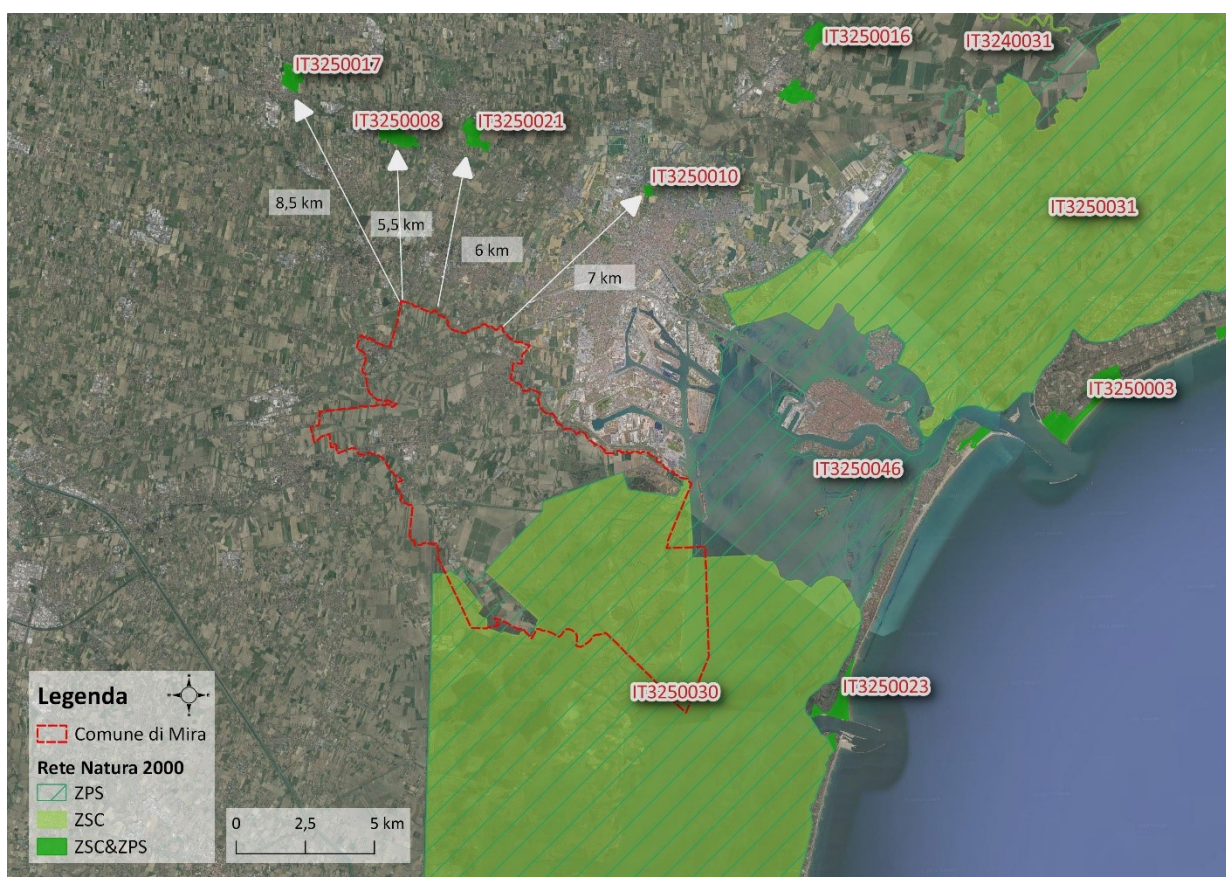 IT3250016
IT3240031
IT3250017
IT3250008
IT3250021
IT3250010
8,5 km
5,5 km
6 km
7 km
IT3250031
IT3250003
IT3250046
IT3250030
IT3250023
Legenda
Comune di Mira
Rete Natura 2000
ZPS
ZSC
ZSC&ZPS
0 2,5 5 km